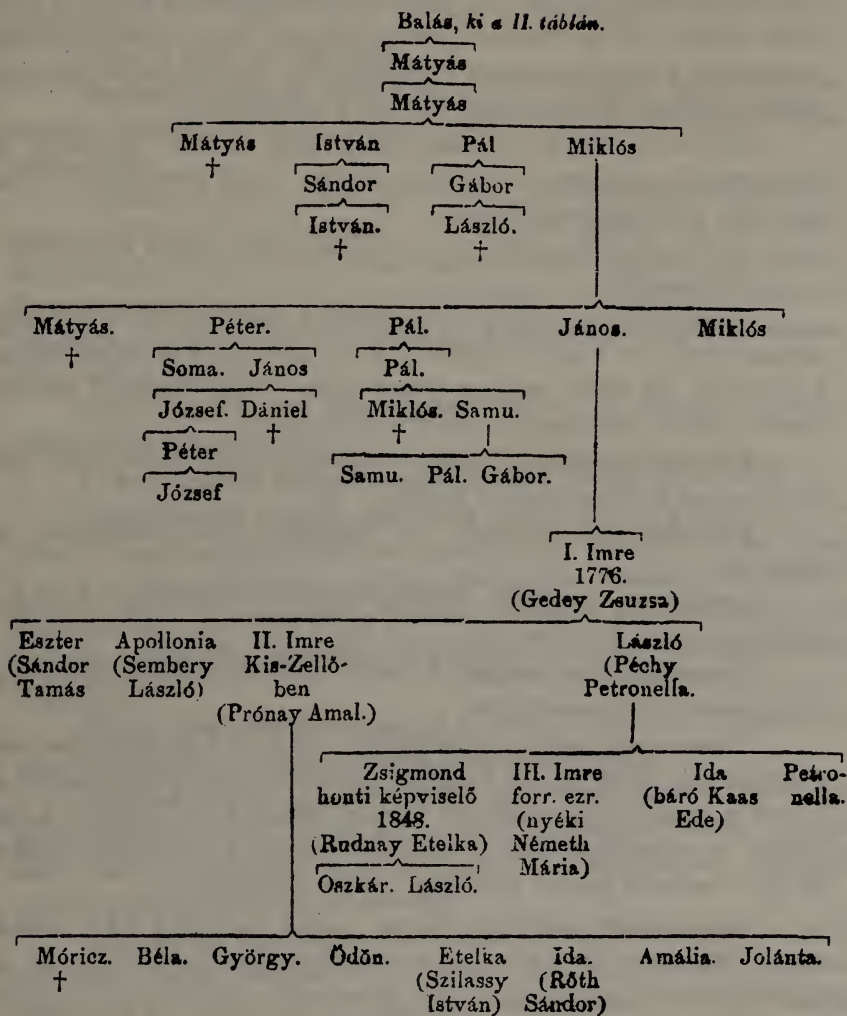 Balás, ki a II. táblán.
Mátyás
Mátyás
Mátyás István Pál Miklós
† Sándor Gábor
István. László.
† †
Mátyás. Péter. Pál. János. Miklós
† Soma. János Pál.
József. Dániel Miklós. Samu.
Péter † †
József Samu. Pál. Gábor.
I. Imre
1776.
(Gedey Zsuzsa)
Eszter Apollonia II. Imre László
(Sándor (Sembery Kis-Zellő- (Péchy
Tamás László) ben Petronella.
(Prónay Amal.)
Zsigmond III. Imre Ida Petro-
honti képviselő forr. ezr. (báró Kaas nella.
1848. (nyéki Ede)
(Rudnay Etelka) Németh
Oszkár. László. Mária)
Móricz. Béla. György. Ödön. Etelka Ida. Amália. Jolánta.
† (Szilassy (Róth
István) Sándor)